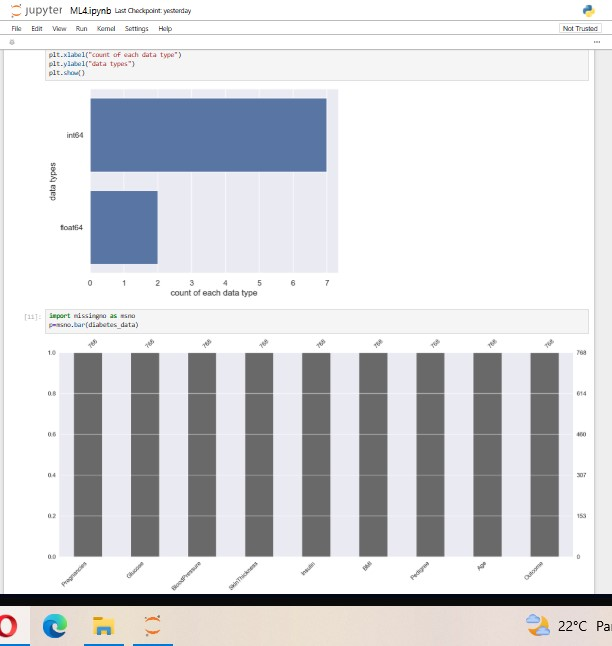 jupyter ML4.ipynb Last Checkpoint: yesterday
File Edit View Run Kernel Settings Help Not Trusted
plt.xlabel("count of each data type")
plt.ylabel("data types")
plt.show()
int64
float64
data types
0 1 2 3 4 5 6 7
count of each data type
[11]: import missingno as msno
p=msno.bar(diabetes_data)
768 768 768 768 768 768 768 768 768
1.0 768
0.8 614
0.6 460
0.4 307
0.2 153
0.0 0
Pregnancies Glucose BloodPressure SkinThickness Insulin BMI Pedigree Age Outcome
22°C Pa